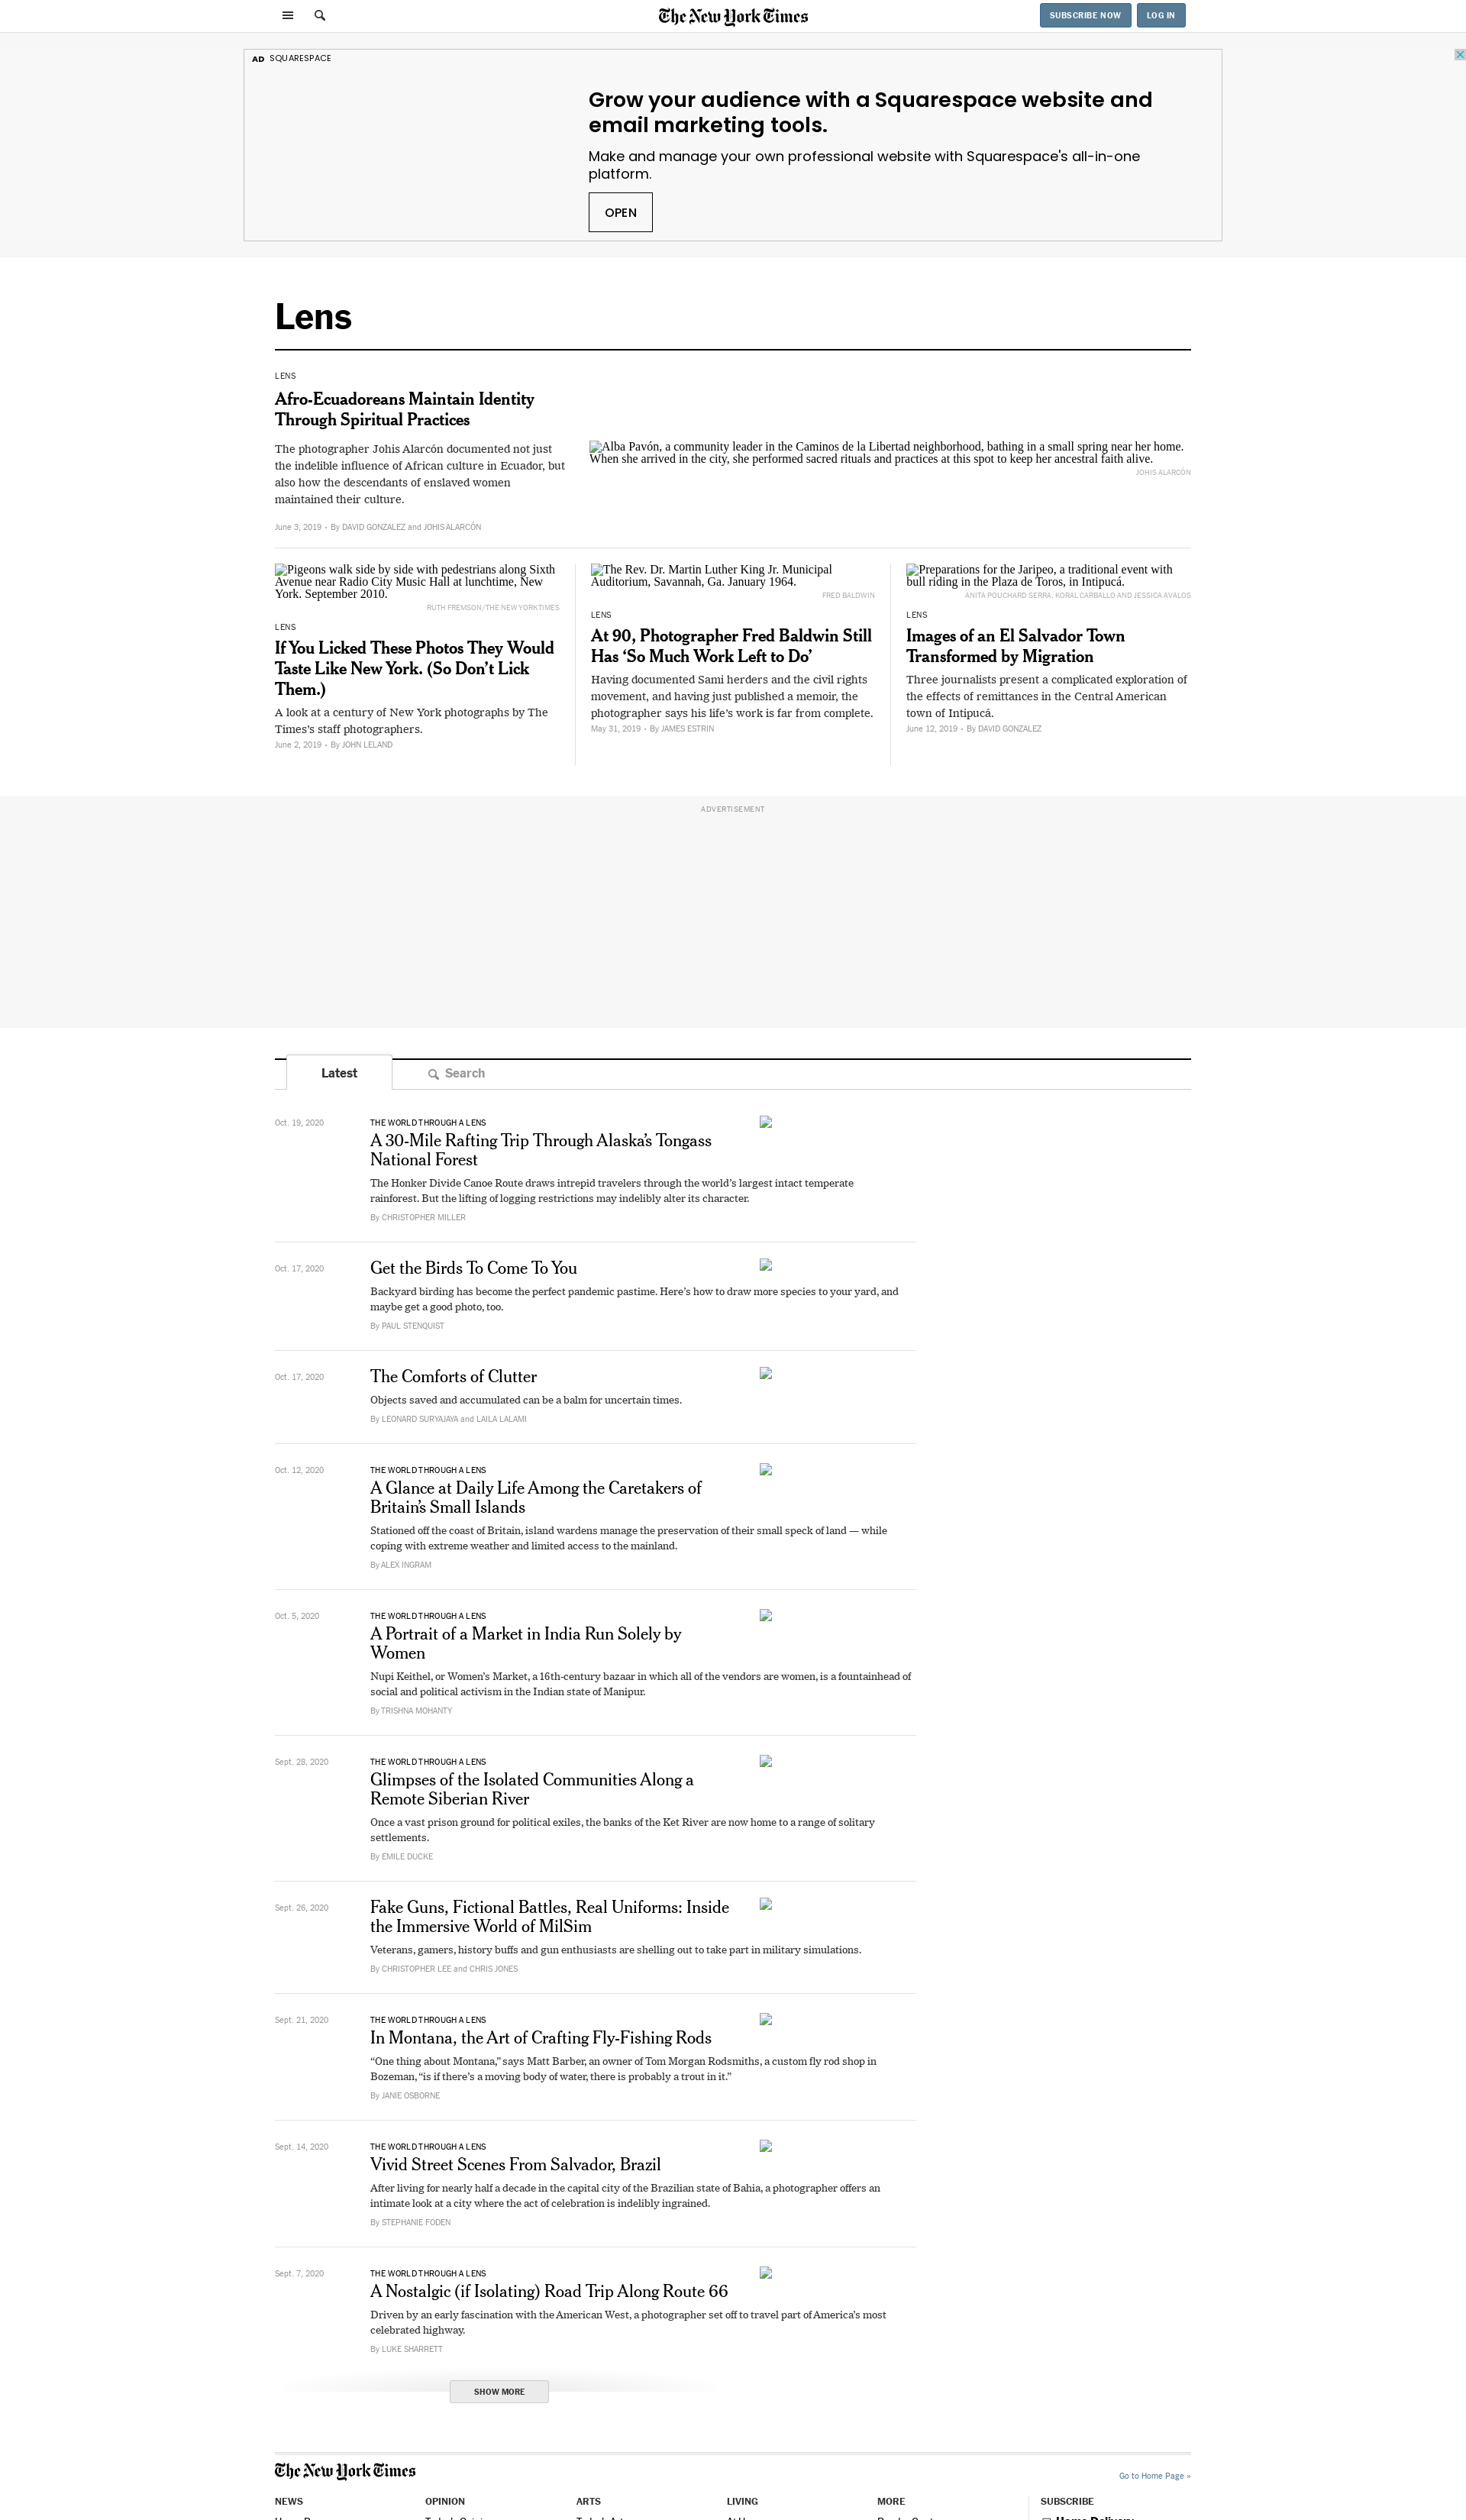 The New York Times
SUBSCRIBE NOW
LOG IN
AD SQUARESPACE
Grow your audience with a Squarespace website and
email marketing tools.
Make and manage your own professional website with Squarespace's all-in-one
platform.
OPEN
Lens
LENS
Afro-Ecuadoreans Maintain Identity
Through Spiritual Practices
The photographer Johis Alarcón documented not just
the indelible influence of African culture in Ecuador, but
also how the descendants of enslaved women
maintained their culture.
June 3, 2019 • By DAVID GONZALEZ and JOHIS ALARCÓN
Alba Pavón, a community leader in the Caminos de la Libertad neighborhood, bathing in a small spring near her home.
When she arrived in the city, she performed sacred rituals and practices at this spot to keep her ancestral faith alive.
JOHIS ALARCÓN
Pigeons walk side by side with pedestrians along Sixth
Avenue near Radio City Music Hall at lunchtime, New
York. September 2010.
RUTH FREMSON/THE NEW YORK TIMES
LENS
If You Licked These Photos They Would
Taste Like New York. (So Don’t Lick
Them.)
A look at a century of New York photographs by The
Times’s staff photographers.
June 2, 2019 • By JOHN LELAND
The Rev. Dr. Martin Luther King Jr. Municipal
Auditorium, Savannah, Ga. January 1964.
FRED BALDWIN
LENS
At 90, Photographer Fred Baldwin Still
Has ‘So Much Work Left to Do’
Having documented Sami herders and the civil rights
movement, and having just published a memoir, the
photographer says his life’s work is far from complete.
May 31, 2019 • By JAMES ESTRIN
Preparations for the Jaripeo, a traditional event with
bull riding in the Plaza de Toros, in Intipucá.
ANITA POUCHARD SERRA, KORAL CARBALLO AND JESSICA AVALOS
LENS
Images of an El Salvador Town
Transformed by Migration
Three journalists present a complicated exploration of
the effects of remittances in the Central American
town of Intipucá.
June 12, 2019 • By DAVID GONZALEZ
ADVERTISEMENT
Latest
Search
Oct. 19, 2020
THE WORLD THROUGH A LENS
A 30-Mile Rafting Trip Through Alaska’s Tongass
National Forest
The Honker Divide Canoe Route draws intrepid travelers through the world’s largest intact temperate
rainforest. But the lifting of logging restrictions may indelibly alter its character.
By CHRISTOPHER MILLER
Oct. 17, 2020
Get the Birds To Come To You
Backyard birding has become the perfect pandemic pastime. Here’s how to draw more species to your yard, and
maybe get a good photo, too.
By PAUL STENQUIST
Oct. 17, 2020
The Comforts of Clutter
Objects saved and accumulated can be a balm for uncertain times.
By LEONARD SURYAJAYA and LAILA LALAMI
Oct. 12, 2020
THE WORLD THROUGH A LENS
A Glance at Daily Life Among the Caretakers of
Britain’s Small Islands
Stationed off the coast of Britain, island wardens manage the preservation of their small speck of land — while
coping with extreme weather and limited access to the mainland.
By ALEX INGRAM
Oct. 5, 2020
THE WORLD THROUGH A LENS
A Portrait of a Market in India Run Solely by
Women
Nupi Keithel, or Women’s Market, a 16th-century bazaar in which all of the vendors are women, is a fountainhead of
social and political activism in the Indian state of Manipur.
By TRISHNA MOHANTY
Sept. 28, 2020
THE WORLD THROUGH A LENS
Glimpses of the Isolated Communities Along a
Remote Siberian River
Once a vast prison ground for political exiles, the banks of the Ket River are now home to a range of solitary
settlements.
By EMILE DUCKE
Sept. 26, 2020
Fake Guns, Fictional Battles, Real Uniforms: Inside
the Immersive World of MilSim
Veterans, gamers, history buffs and gun enthusiasts are shelling out to take part in military simulations.
By CHRISTOPHER LEE and CHRIS JONES
Sept. 21, 2020
THE WORLD THROUGH A LENS
In Montana, the Art of Crafting Fly-Fishing Rods
“One thing about Montana,” says Matt Barber, an owner of Tom Morgan Rodsmiths, a custom fly rod shop in
Bozeman, “is if there’s a moving body of water, there is probably a trout in it.”
By JANIE OSBORNE
Sept. 14, 2020
THE WORLD THROUGH A LENS
Vivid Street Scenes From Salvador, Brazil
After living for nearly half a decade in the capital city of the Brazilian state of Bahia, a photographer offers an
intimate look at a city where the act of celebration is indelibly ingrained.
By STEPHANIE FODEN
Sept. 7, 2020
THE WORLD THROUGH A LENS
A Nostalgic (if Isolating) Road Trip Along Route 66
Driven by an early fascination with the American West, a photographer set off to travel part of America’s most
celebrated highway.
By LUKE SHARRETT
SHOW MORE
The New York Times
Go to Home Page »
NEWS
OPINION
ARTS
LIVING
MORE
SUBSCRIBE